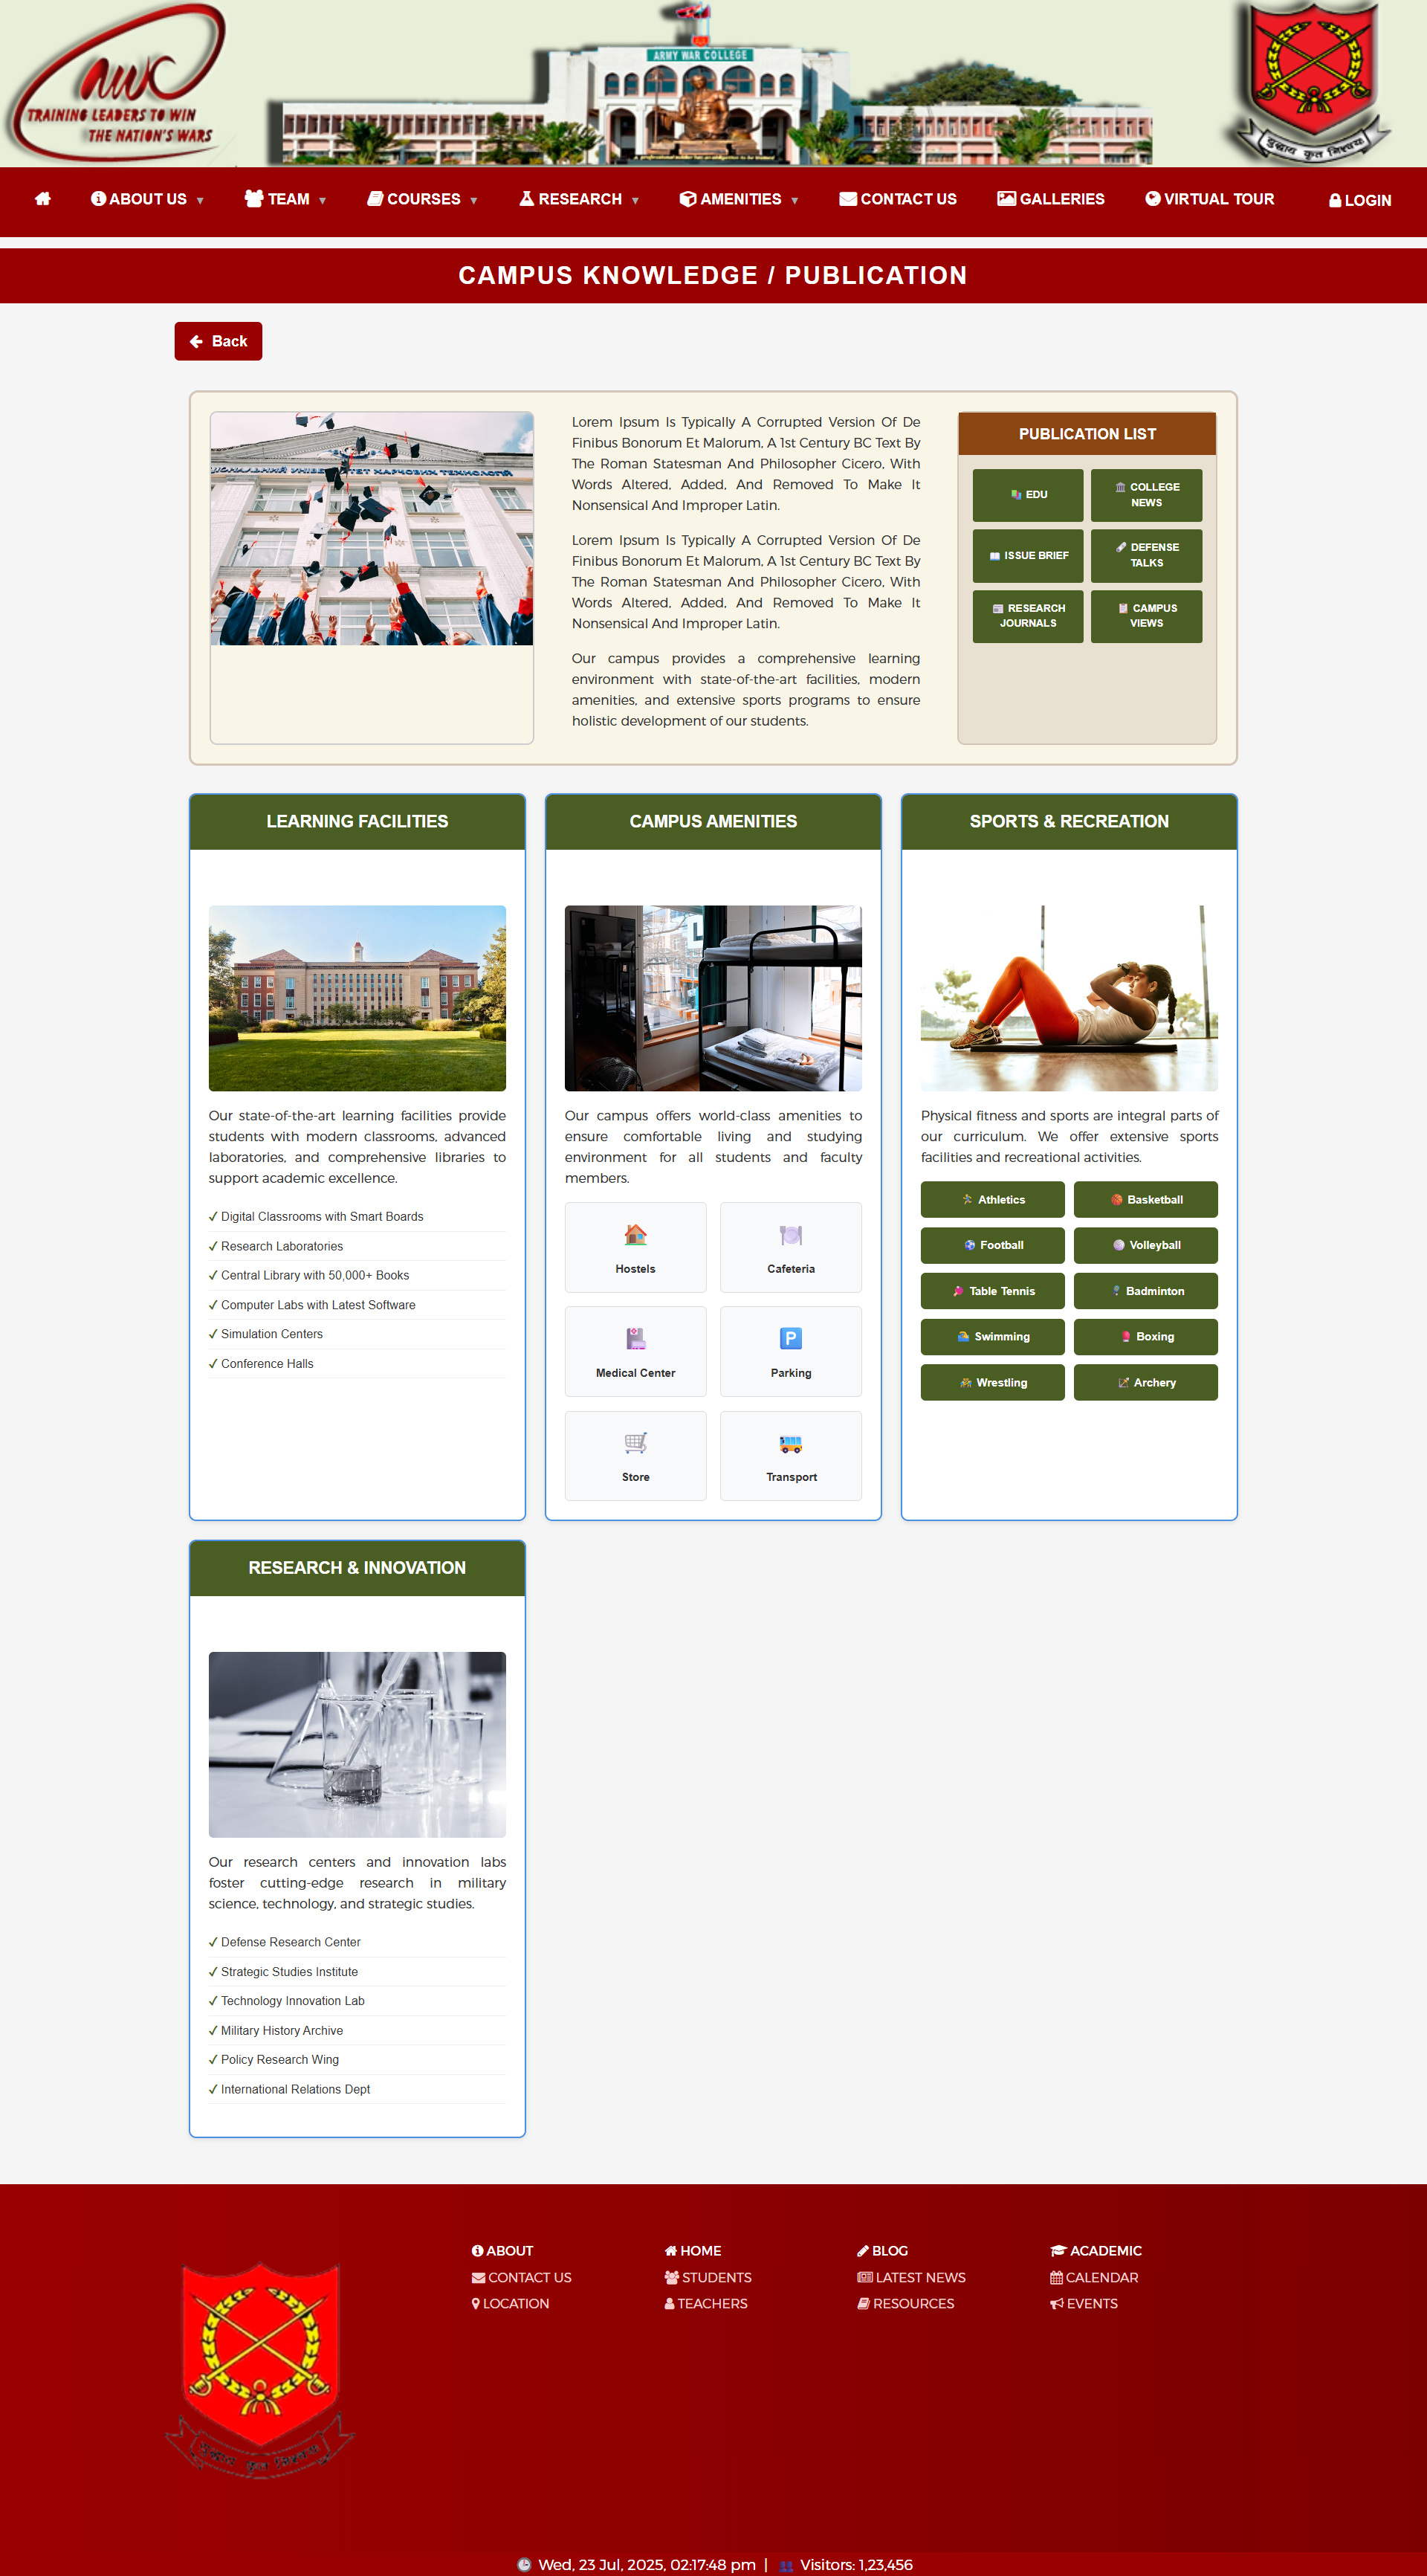 AWC
TRAINING LEADERS TO WIN
THE NATION'S WARS
ARMY WAR COLLEGE
युद्धाय कृत निश्चयः
ABOUT US ▼
TEAM ▼
COURSES ▼
RESEARCH ▼
AMENITIES ▼
CONTACT US
GALLERIES
VIRTUAL TOUR
LOGIN
CAMPUS KNOWLEDGE / PUBLICATION
Back
Lorem Ipsum Is Typically A Corrupted Version Of De
Finibus Bonorum Et Malorum, A 1st Century BC Text By
The Roman Statesman And Philosopher Cicero, With
Words Altered, Added, And Removed To Make It
Nonsensical And Improper Latin.
Lorem Ipsum Is Typically A Corrupted Version Of De
Finibus Bonorum Et Malorum, A 1st Century BC Text By
The Roman Statesman And Philosopher Cicero, With
Words Altered, Added, And Removed To Make It
Nonsensical And Improper Latin.
Our campus provides a comprehensive learning
environment with state-of-the-art facilities, modern
amenities, and extensive sports programs to ensure
holistic development of our students.
PUBLICATION LIST
EDU
COLLEGE
NEWS
ISSUE BRIEF
DEFENSE
TALKS
RESEARCH
JOURNALS
CAMPUS
VIEWS
LEARNING FACILITIES
Our state-of-the-art learning facilities provide
students with modern classrooms, advanced
laboratories, and comprehensive libraries to
support academic excellence.
✓ Digital Classrooms with Smart Boards
✓ Research Laboratories
✓ Central Library with 50,000+ Books
✓ Computer Labs with Latest Software
✓ Simulation Centers
✓ Conference Halls
CAMPUS AMENITIES
Our campus offers world-class amenities to
ensure comfortable living and studying
environment for all students and faculty
members.
Hostels
Cafeteria
Medical Center
P
Parking
Store
Transport
SPORTS & RECREATION
Physical fitness and sports are integral parts of
our curriculum. We offer extensive sports
facilities and recreational activities.
Athletics
Basketball
Football
Volleyball
Table Tennis
Badminton
Swimming
Boxing
Wrestling
Archery
RESEARCH & INNOVATION
Our research centers and innovation labs
foster cutting-edge research in military
science, technology, and strategic studies.
✓ Defense Research Center
✓ Strategic Studies Institute
✓ Technology Innovation Lab
✓ Military History Archive
✓ Policy Research Wing
✓ International Relations Dept
ABOUT
CONTACT US
LOCATION
HOME
STUDENTS
TEACHERS
BLOG
LATEST NEWS
RESOURCES
ACADEMIC
CALENDAR
EVENTS
Wed, 23 Jul, 2025, 02:17:48 pm | Visitors: 1,23,456